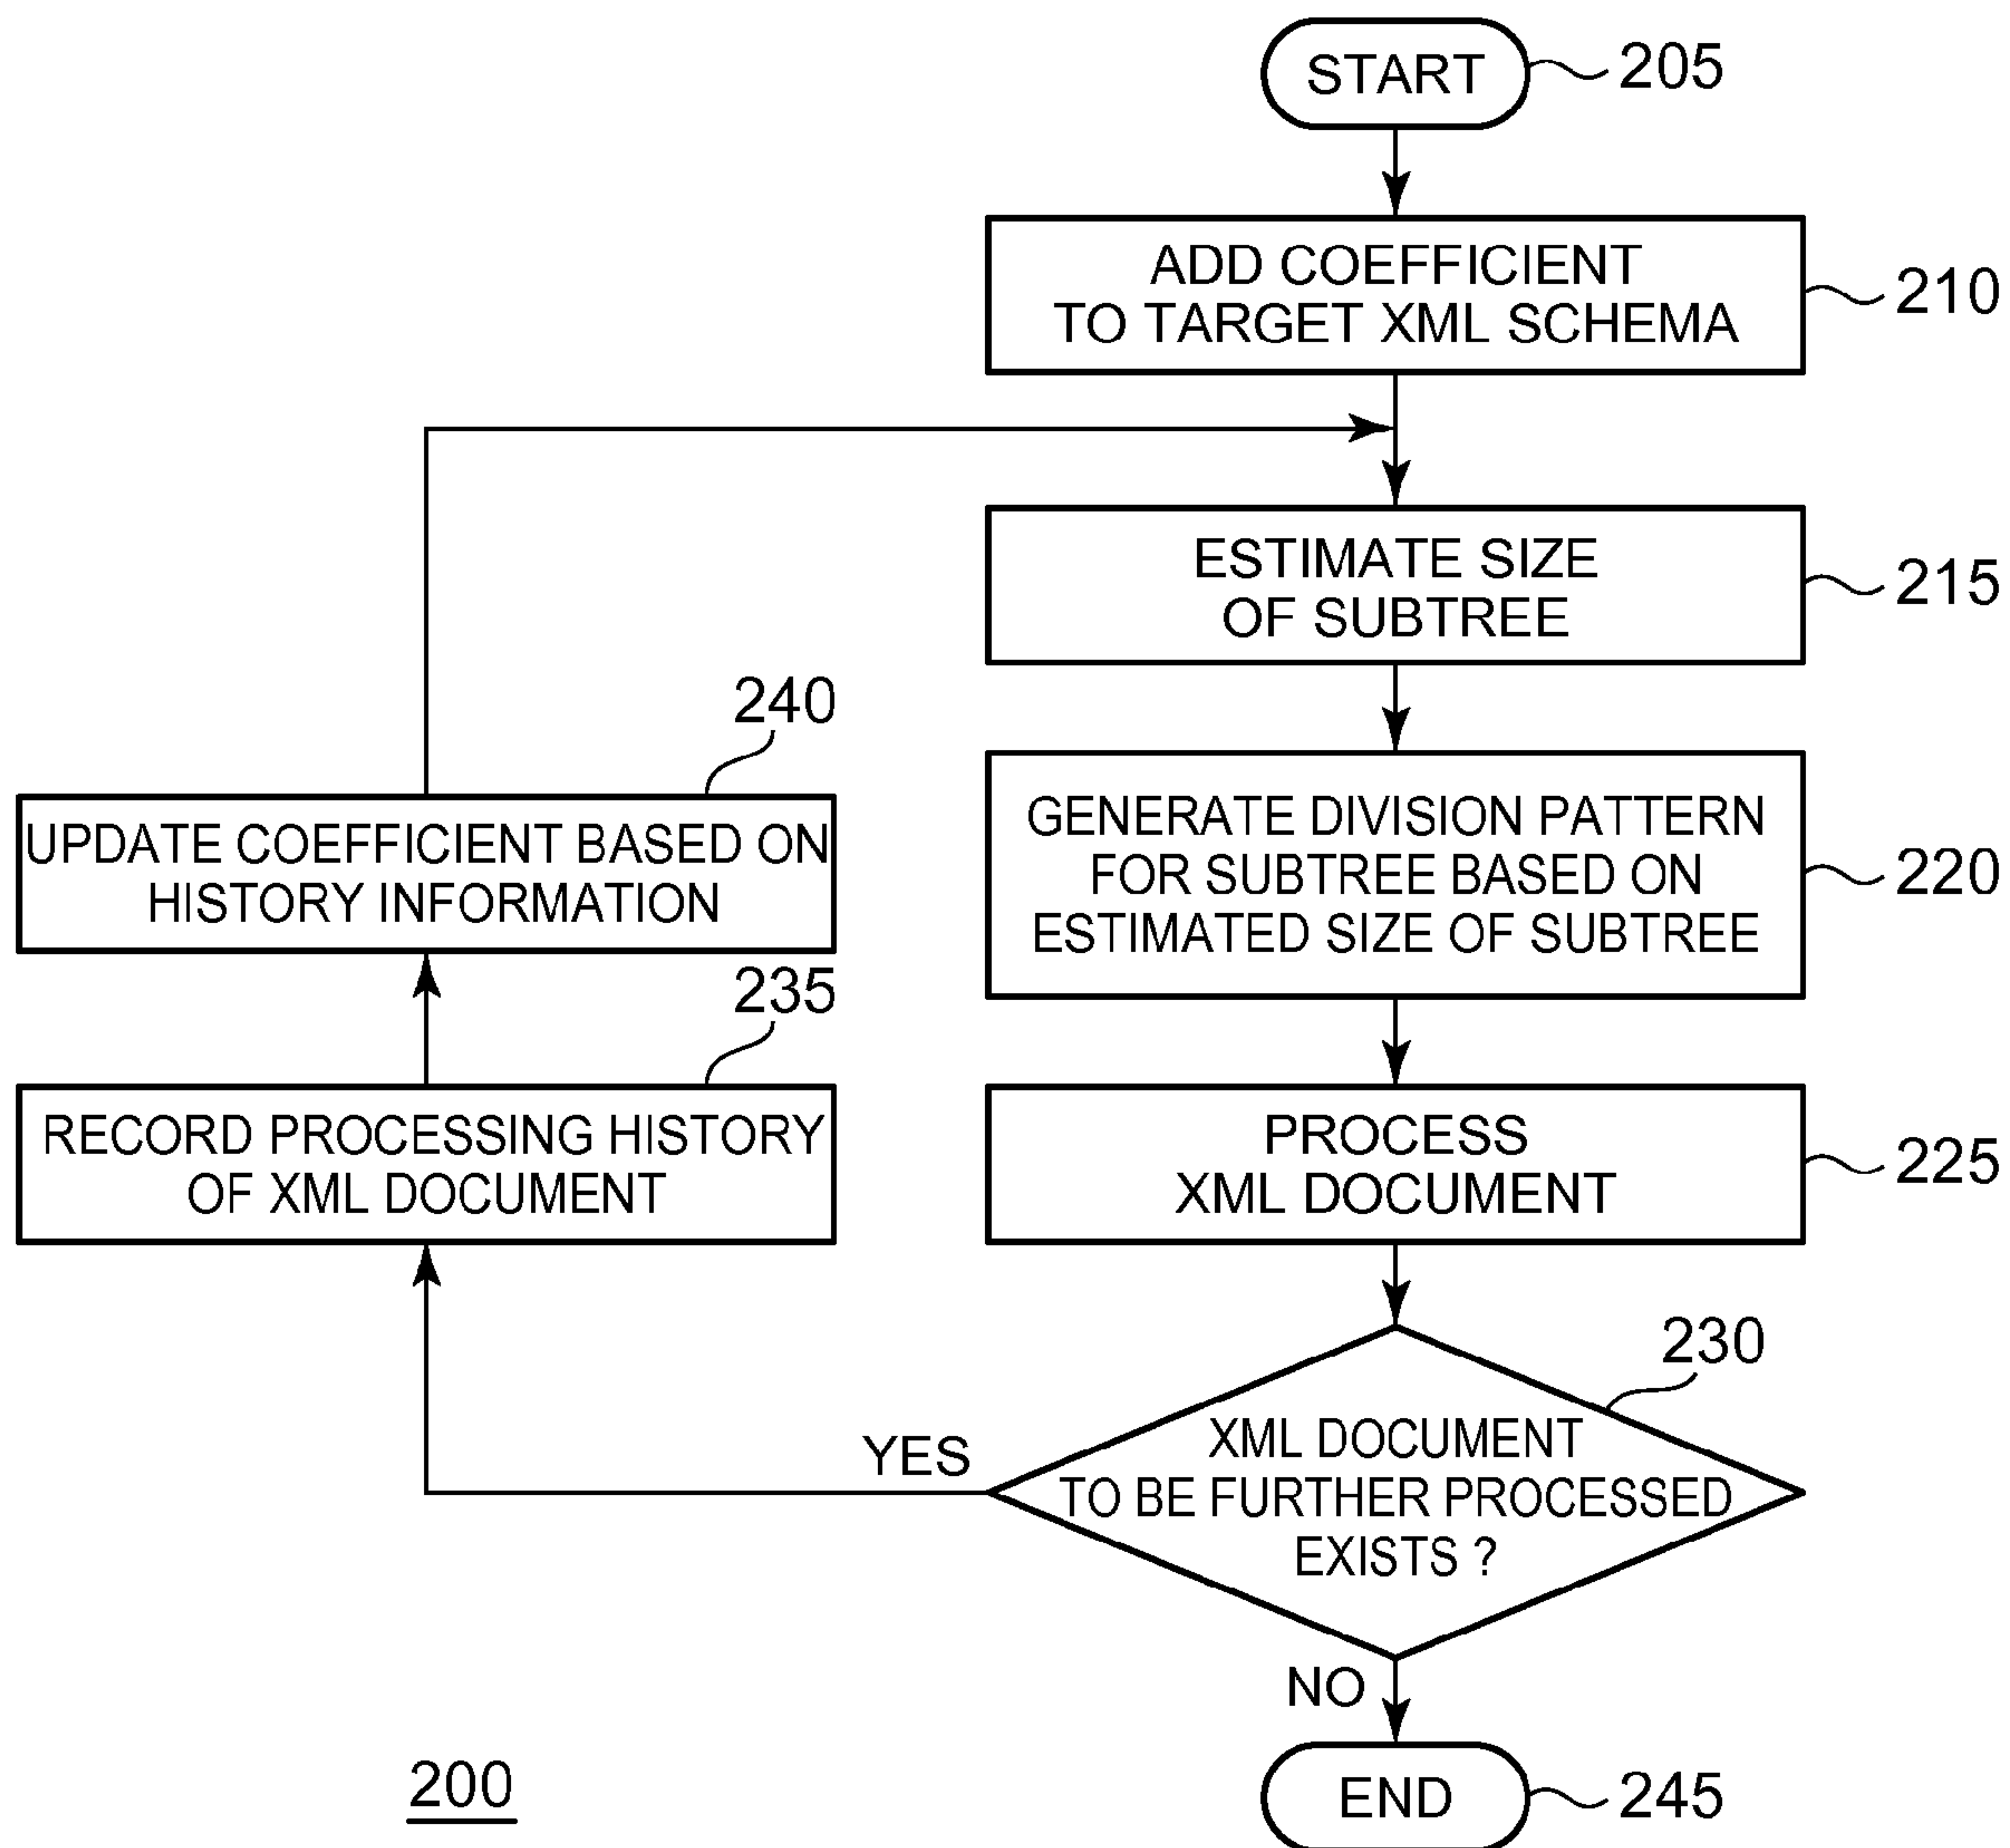 START
205
ADD COEFFICIENT
TO TARGET XML SCHEMA
210
ESTIMATE SIZE
OF SUBTREE
215
GENERATE DIVISION PATTERN
FOR SUBTREE BASED ON
ESTIMATED SIZE OF SUBTREE
220
PROCESS
XML DOCUMENT
225
230
XML DOCUMENT
TO BE FURTHER PROCESSED
EXISTS ?
YES
235
RECORD PROCESSING HISTORY
OF XML DOCUMENT
240
UPDATE COEFFICIENT BASED ON
HISTORY INFORMATION
NO
END
245
200